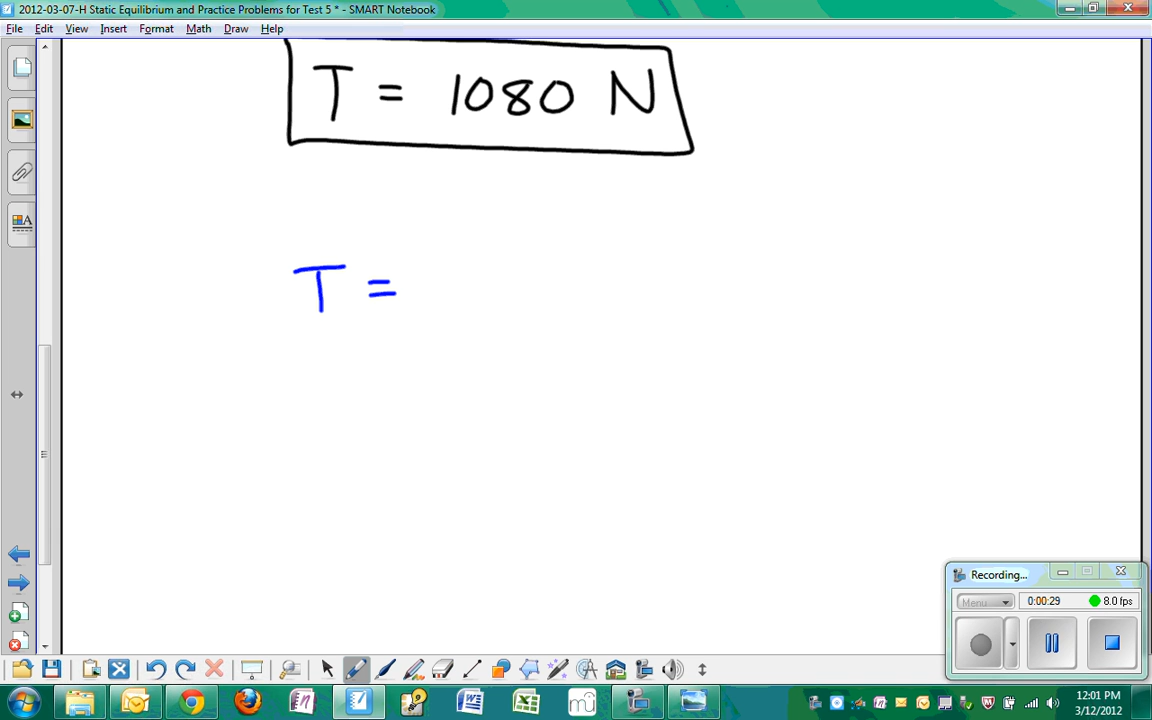 2012-03-07-H Static Equilibrium and Practice Problems for Test 5 * - SMART Notebook
File Edit View Insert Format Math Draw Help
T = 1080 N
T =
Recording...
Menu 0:00:29 8.0 fps
12:01 PM
3/12/2012